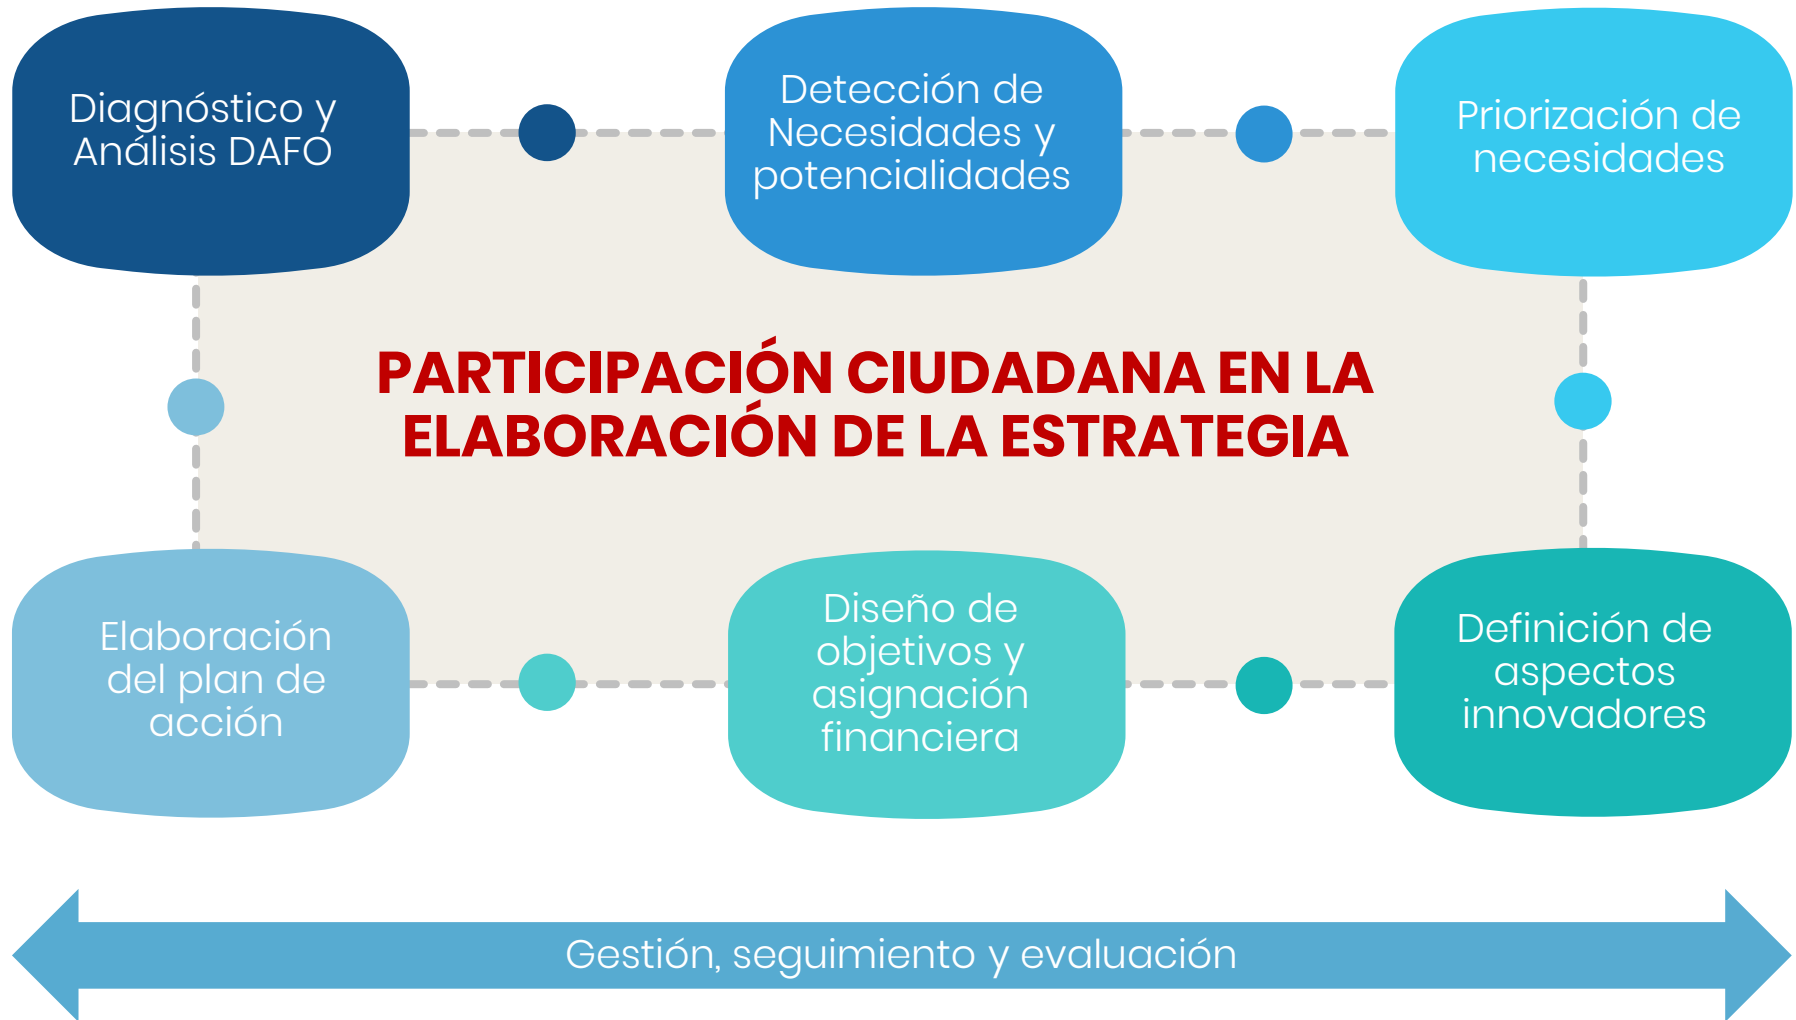 Diagnóstico y
Análisis DAFO
Detección de
Necesidades y
potencialidades
Priorización de
necesidades
PARTICIPACIÓN CIUDADANA EN LA
ELABORACIÓN DE LA ESTRATEGIA
Elaboración
del plan de
acción
Diseño de
objetivos y
asignación
financiera
Definición de
aspectos
innovadores
Gestión, seguimiento y evaluación